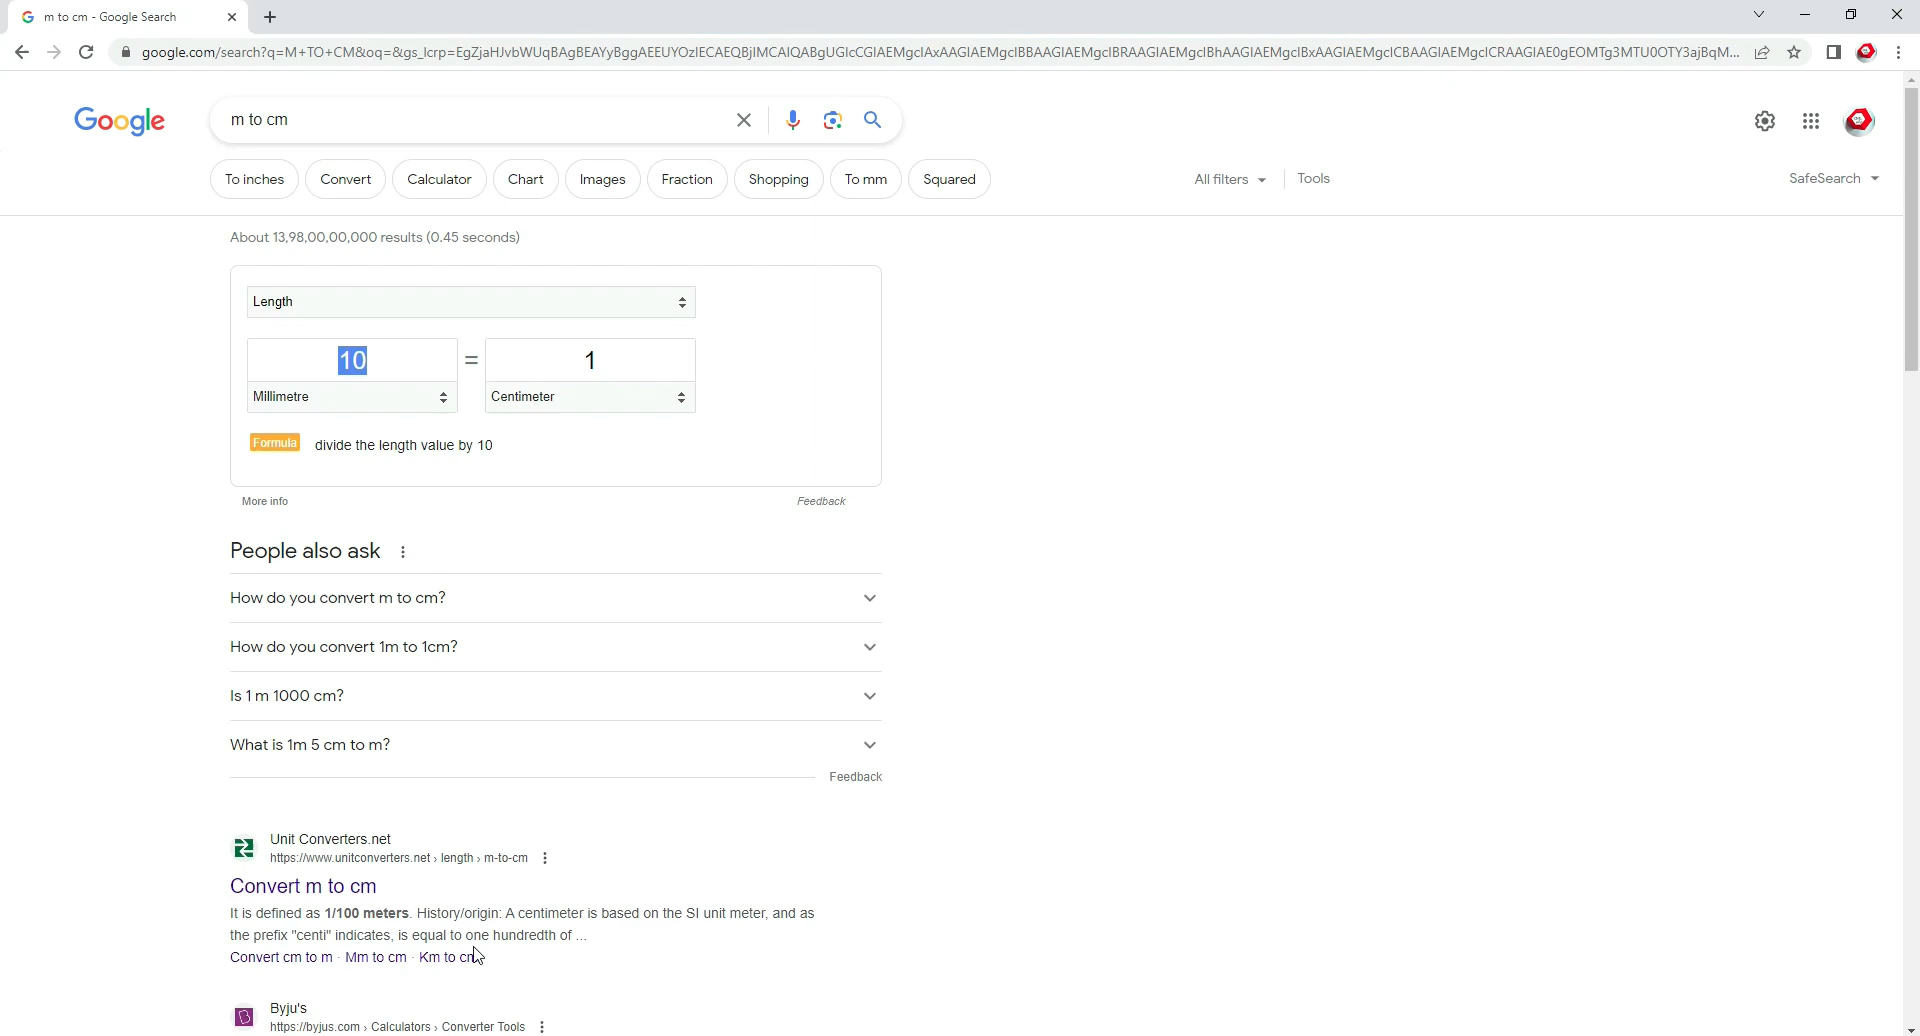 m to cm - Google Search
google.com/search?q=M+TO+CM&oq=&gs_lcrp=EgZjaHJvbWUqBAgBEAYyBggAEEUYOzIECAEQBjIMCAIQABgUGIcCGIAEMgcIAxAAGIAEMgcIBBAAGIAEMgcIBRAAGIAEMgcIBhAAGIAEMgcIBxAAGIAEMgcICBAAGIAEMgcICRAAGIAE0gEOMTg3MTU0OTY3ajBqM...
Google
m to cm
To inches
Convert
Calculator
Chart
Images
Fraction
Shopping
To mm
Squared
All filters
Tools
SafeSearch
About 13,98,00,00,000 results (0.45 seconds)
Length
10 = 1
Millimetre
Centimeter
Formula divide the length value by 10
More info
Feedback
People also ask
How do you convert m to cm?
How do you convert 1m to 1cm?
Is 1 m 1000 cm?
What is 1m 5 cm to m?
Feedback
Unit Converters.net
https://www.unitconverters.net › length › m-to-cm
Convert m to cm
It is defined as 1/100 meters. History/origin: A centimeter is based on the SI unit meter, and as
the prefix "centi" indicates, is equal to one hundredth of ...
Convert cm to m · Mm to cm · Km to cm
Byju's
https://byjus.com › Calculators › Converter Tools